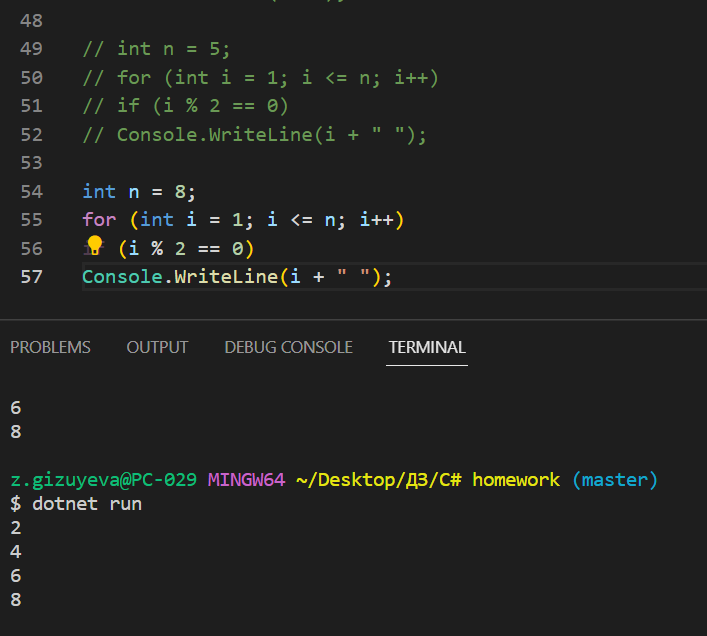 48
49 // int n = 5;
50 // for (int i = 1; i <= n; i++)
51 // if (i % 2 == 0)
52 // Console.WriteLine(i + " ");
53
54 int n = 8;
55 for (int i = 1; i <= n; i++)
56 if (i % 2 == 0)
57 Console.WriteLine(i + " ");
PROBLEMS OUTPUT DEBUG CONSOLE TERMINAL
6
8
z.gizuyeva@PC-029 MINGW64 ~/Desktop/ДЗ/C# homework (master)
$ dotnet run
2
4
6
8